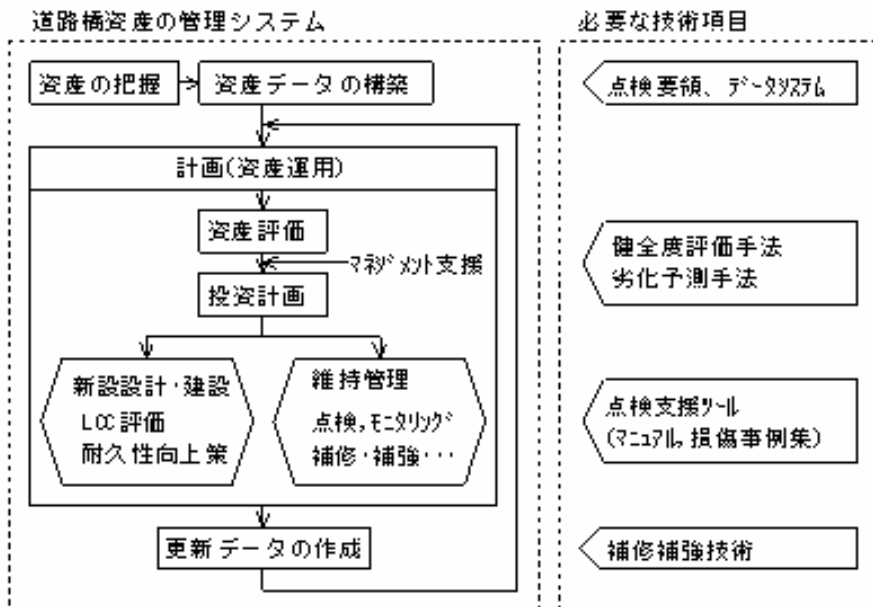 道路橋資産の管理システム
必要な技術項目
資産の把握
資産データの構築
点検要領、ﾃﾞｰﾀｼｽﾃﾑ
計画(資産運用)
資産評価
ﾏﾈｼﾞﾒﾝﾄ支援
投資計画
健全度評価手法
劣化予測手法
新設設計・建設
LCC評価
耐久性向上策
維持管理
点検,ﾓﾆﾀﾘﾝｸﾞ
補修・補強・・・
点検支援ﾂｰﾙ
(ﾏﾆｭｱﾙ,損傷事例集)
更新データの作成
補修補強技術